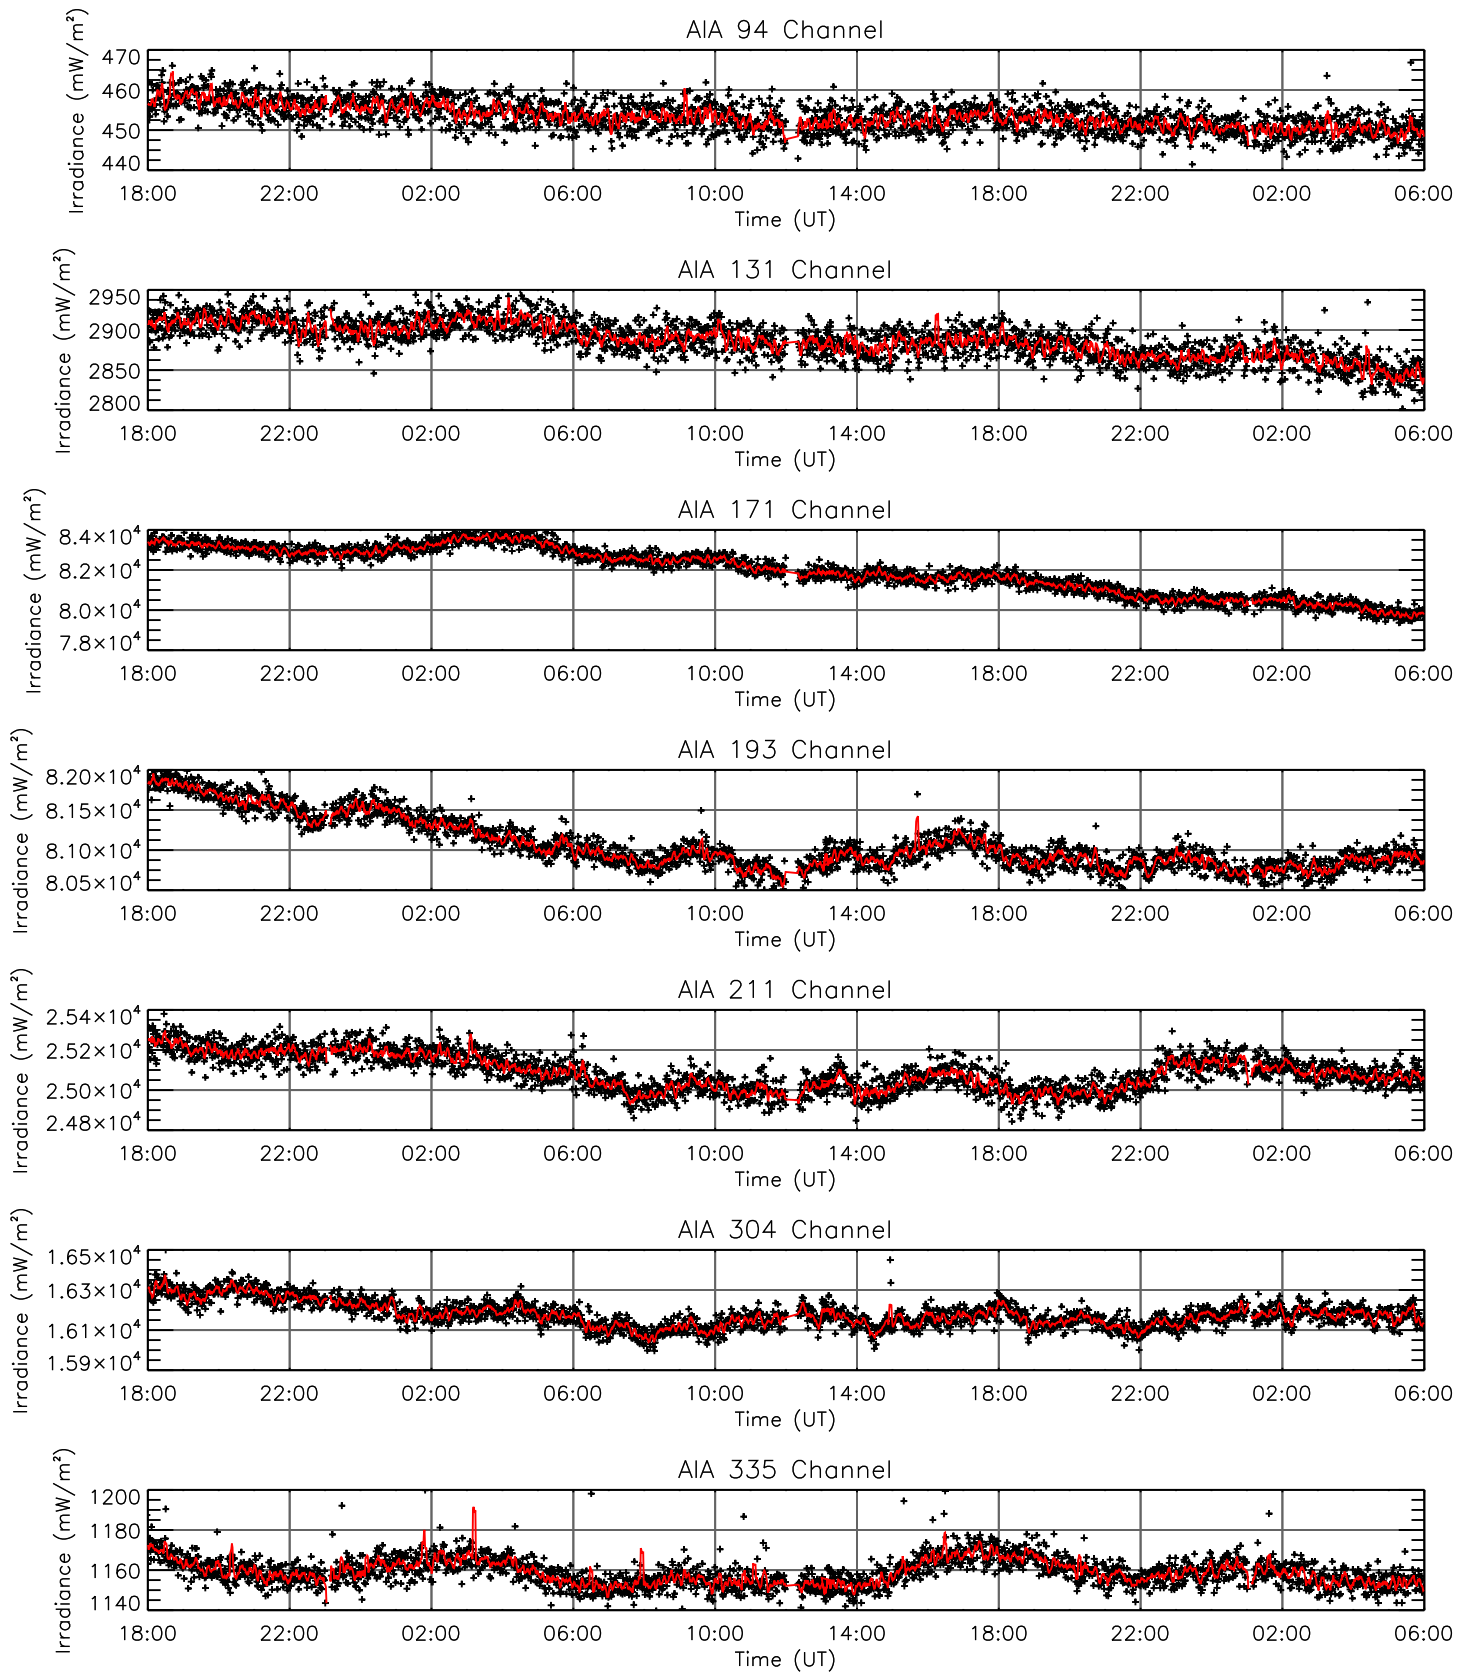 AIA 94 Channel
Irradiance (mW/m²)
470
460
450
440
18:00 22:00 02:00 06:00 10:00 14:00 18:00 22:00 02:00 06:00
Time (UT)
AIA 131 Channel
Irradiance (mW/m²)
2950
2900
2850
2800
18:00 22:00 02:00 06:00 10:00 14:00 18:00 22:00 02:00 06:00
Time (UT)
AIA 171 Channel
Irradiance (mW/m²)
8.4×10⁴
8.2×10⁴
8.0×10⁴
7.8×10⁴
18:00 22:00 02:00 06:00 10:00 14:00 18:00 22:00 02:00 06:00
Time (UT)
AIA 193 Channel
Irradiance (mW/m²)
8.20×10⁴
8.15×10⁴
8.10×10⁴
8.05×10⁴
18:00 22:00 02:00 06:00 10:00 14:00 18:00 22:00 02:00 06:00
Time (UT)
AIA 211 Channel
Irradiance (mW/m²)
2.54×10⁴
2.52×10⁴
2.50×10⁴
2.48×10⁴
18:00 22:00 02:00 06:00 10:00 14:00 18:00 22:00 02:00 06:00
Time (UT)
AIA 304 Channel
Irradiance (mW/m²)
1.65×10⁴
1.63×10⁴
1.61×10⁴
1.59×10⁴
18:00 22:00 02:00 06:00 10:00 14:00 18:00 22:00 02:00 06:00
Time (UT)
AIA 335 Channel
Irradiance (mW/m²)
1200
1180
1160
1140
18:00 22:00 02:00 06:00 10:00 14:00 18:00 22:00 02:00 06:00
Time (UT)